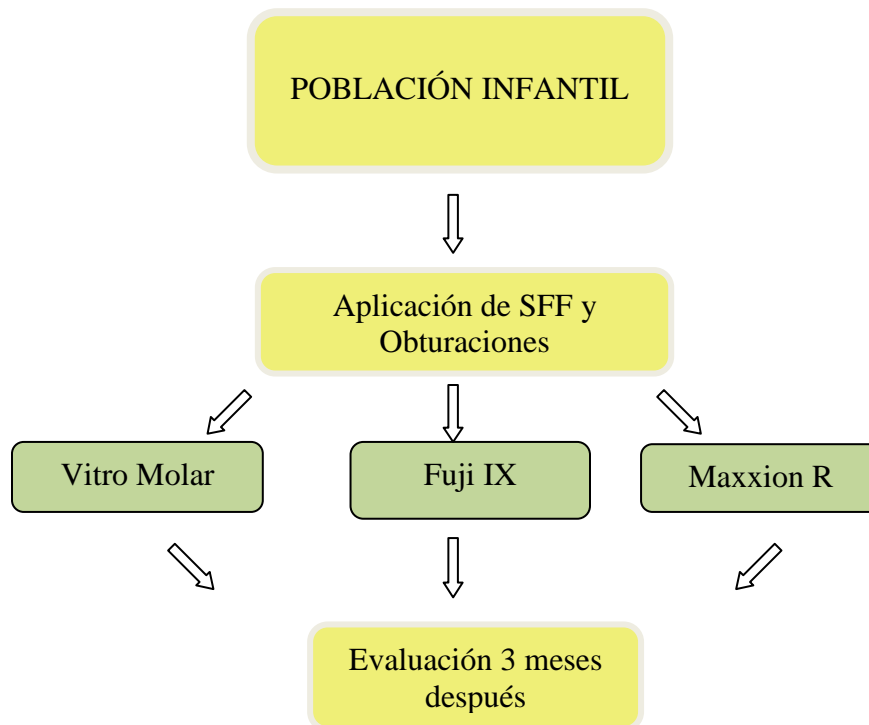 POBLACIÓN INFANTIL
Aplicación de SFF y
Obturaciones
Vitro Molar
Fuji IX
Maxxion R
Evaluación 3 meses
después